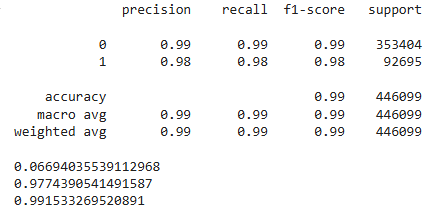 precision recall f1-score support
0 0.99 0.99 0.99 353404
1 0.98 0.98 0.98 92695
accuracy 0.99 446099
macro avg 0.99 0.99 0.99 446099
weighted avg 0.99 0.99 0.99 446099
0.06694035539112968
0.9774390541491587
0.991533269520891